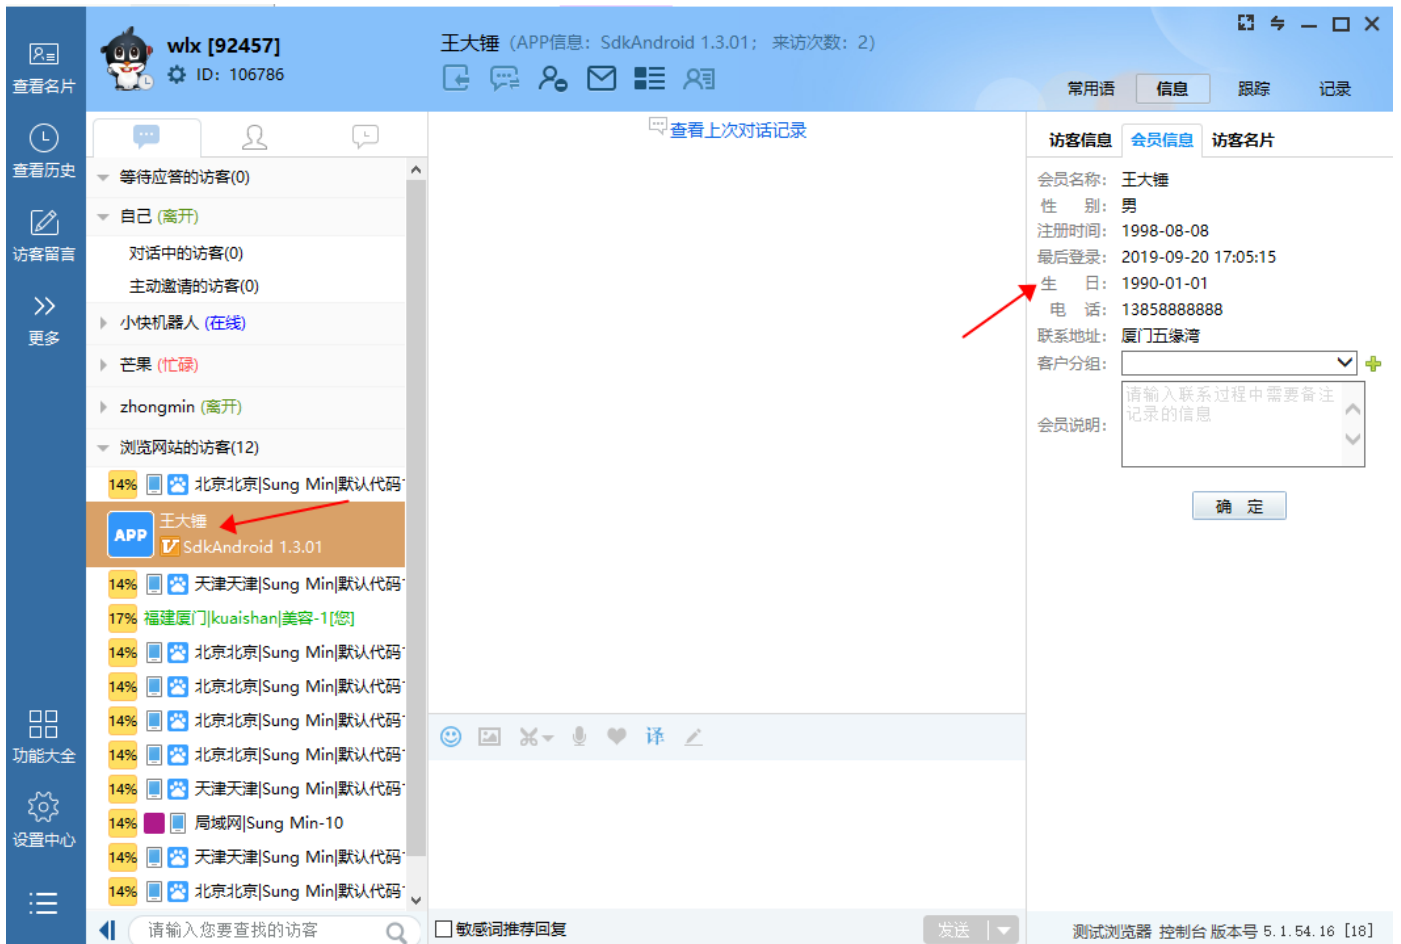 wlx [92457]
ID: 106786
王大锤 (APP信息: SdkAndroid 1.3.01; 来访次数: 2)
常用语 信息 跟踪 记录
查看名片
查看历史
访客留言
更多
功能大全
设置中心
等待应答的访客(0)
自己 (离开)
对话中的访客(0)
主动邀请的访客(0)
小快机器人 (在线)
芒果 (忙碌)
zhongmin (离开)
浏览网站的访客(12)
14% 北京北京|Sung Min|默认代码
APP 王大锤
V SdkAndroid 1.3.01
14% 天津天津|Sung Min|默认代码
17% 福建厦门|kuaishan|美容-1[您]
14% 北京北京|Sung Min|默认代码
14% 北京北京|Sung Min|默认代码
14% 北京北京|Sung Min|默认代码
14% 北京北京|Sung Min|默认代码
14% 天津天津|Sung Min|默认代码
14% 局域网|Sung Min-10
14% 天津天津|Sung Min|默认代码
14% 北京北京|Sung Min|默认代码
请输入您要查找的访客
查看上次对话记录
译
敏感词推荐回复
发送
访客信息 会员信息 访客名片
会员名称: 王大锤
性 别: 男
注册时间: 1998-08-08
最后登录: 2019-09-20 17:05:15
生 日: 1990-01-01
电 话: 13858888888
联系地址: 厦门五缘湾
客户分组:
会员说明: 请输入联系过程中需要备注
记录的信息
确 定
测试浏览器 控制台 版本号 5.1.54.16 [18]